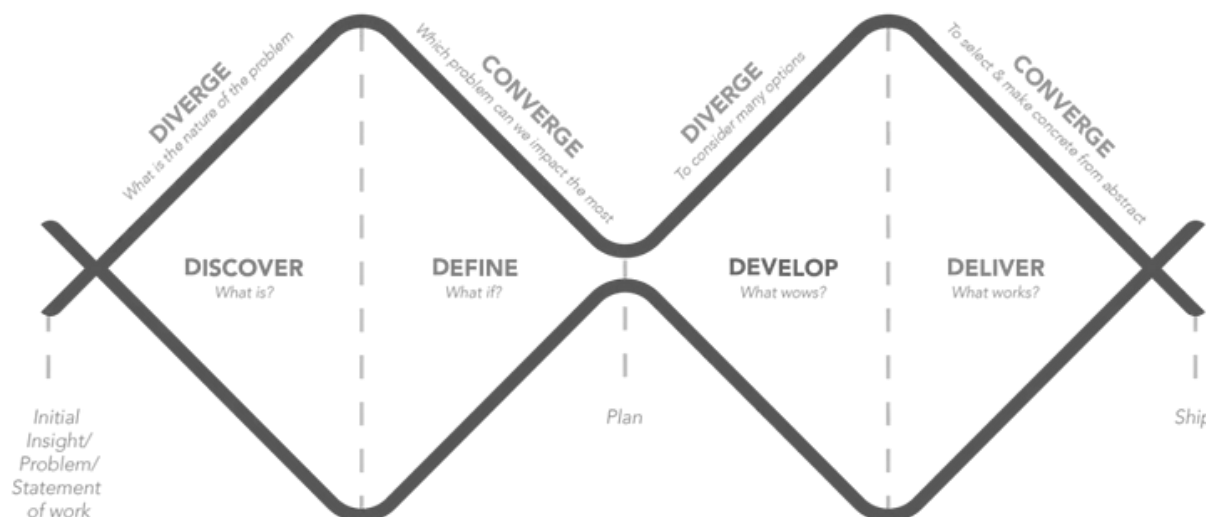 DIVERGE
What is the nature of the problem
Which problem can we impact the most
CONVERGE
DIVERGE
To consider many options
To select & make concrete from abstract
CONVERGE
DISCOVER
What is?
DEFINE
What if?
DEVELOP
What wows?
DELIVER
What works?
Initial
Insight/
Problem/
Statement
of work
Plan
Ship